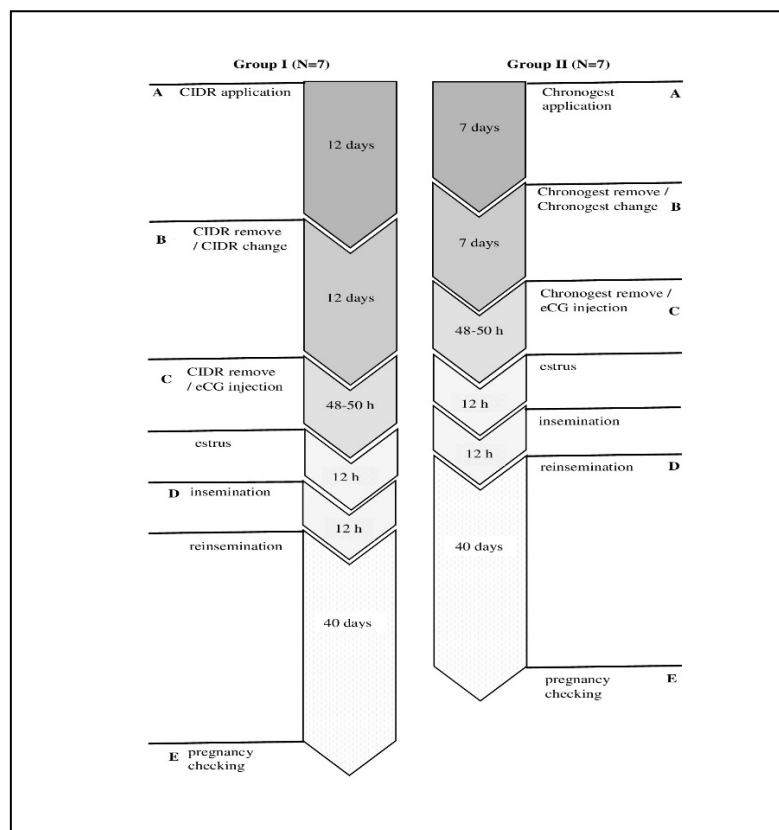 Group I (N=7)
A CIDR application
12 days
B CIDR remove
/ CIDR change
12 days
C CIDR remove
/ eCG injection
48-50 h
estrus
12 h
D insemination
12 h
reinsemination
40 days
E pregnancy
checking
Group II (N=7)
Chronogest A
application
7 days
Chronogest remove /
Chronogest change B
7 days
Chronogest remove /
eCG injection C
48-50 h
estrus
12 h
insemination
12 h
reinsemination D
40 days
pregnancy E
checking